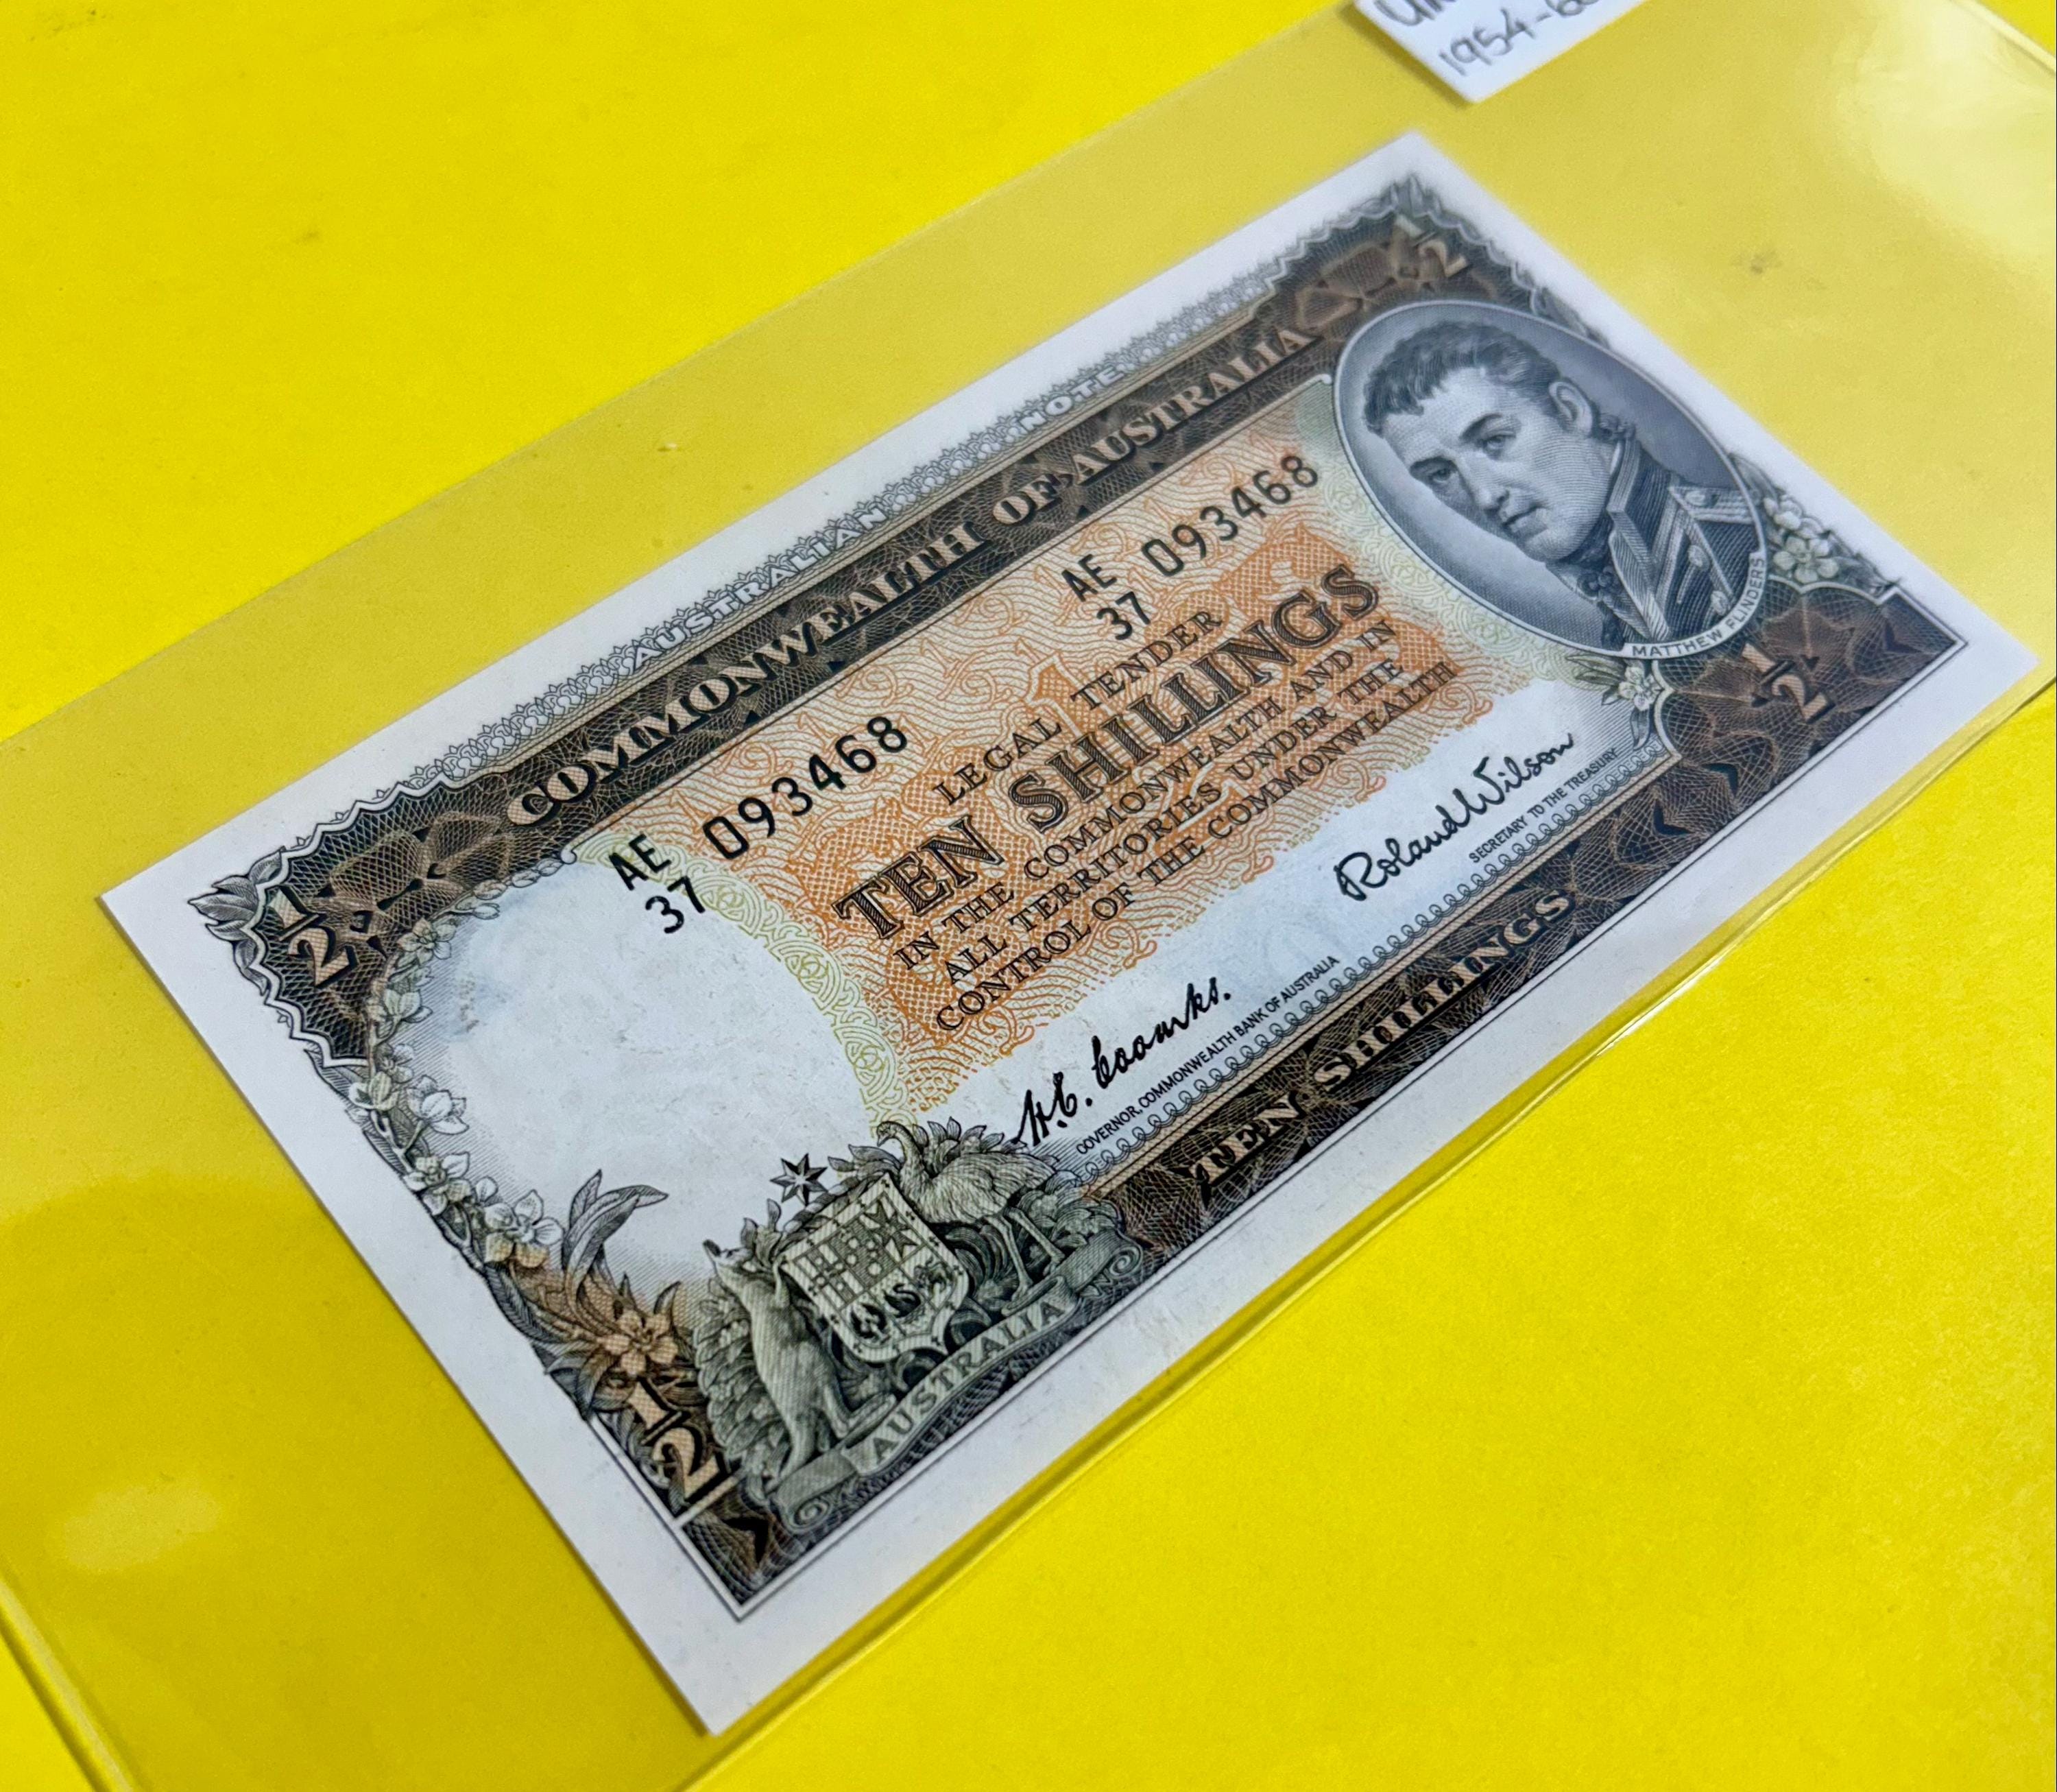 1954-
AUSTRALIAN NOTE
COMMONWEALTH OF AUSTRALIA
1/2
1/2
AE
37 093468
AE
37 093468
LEGAL TENDER
TEN SHILLINGS
IN THE COMMONWEALTH AND IN
ALL TERRITORIES UNDER THE
CONTROL OF THE COMMONWEALTH
MATTHEW FLINDERS
1/2
Roland Wilson
SECRETARY TO THE TREASURY
H.C. Coombs.
GOVERNOR, COMMONWEALTH BANK OF AUSTRALIA
TEN SHILLINGS
1/2
AUSTRALIA